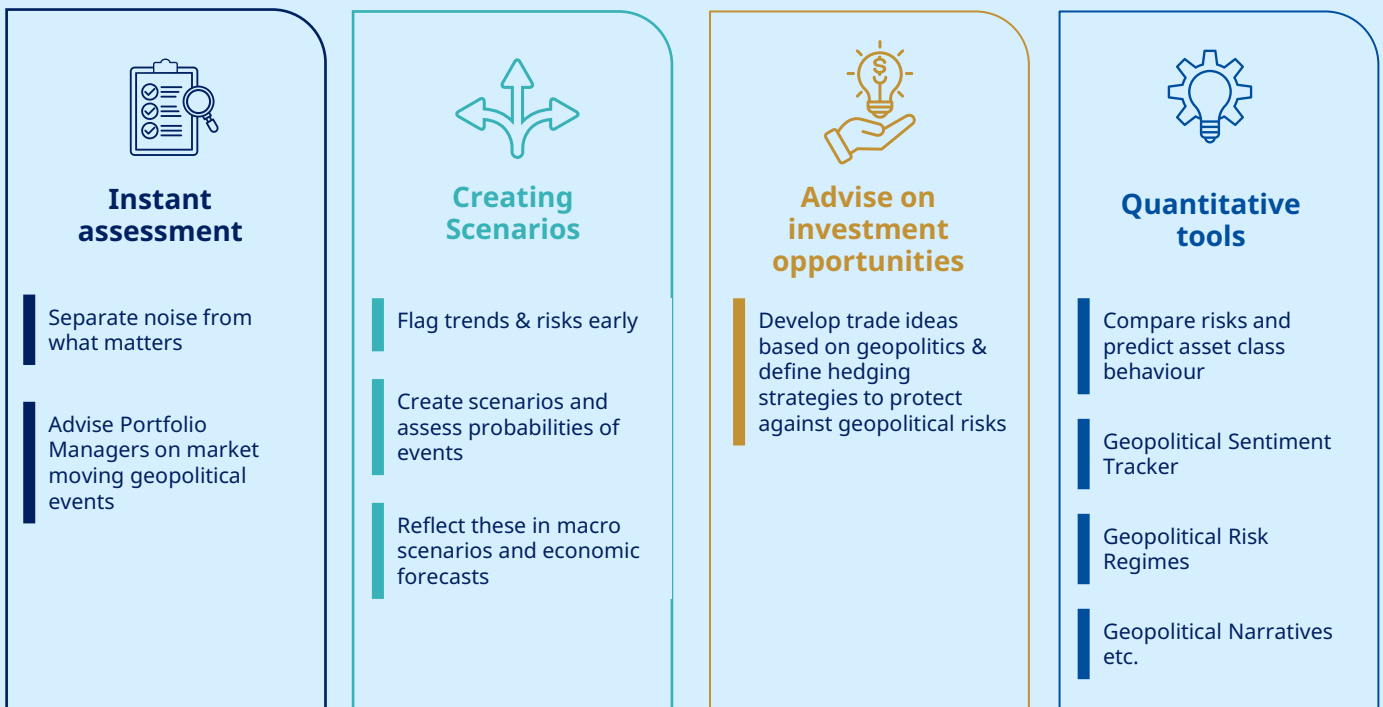 Instant
assessment
Separate noise from
what matters
Advise Portfolio
Managers on market
moving geopolitical
events
Creating
Scenarios
Flag trends & risks early
Create scenarios and
assess probabilities of
events
Reflect these in macro
scenarios and economic
forecasts
$
Advise on
investment
opportunities
Develop trade ideas
based on geopolitics &
define hedging
strategies to protect
against geopolitical risks
Quantitative
tools
Compare risks and
predict asset class
behaviour
Geopolitical Sentiment
Tracker
Geopolitical Risk
Regimes
Geopolitical Narratives
etc.